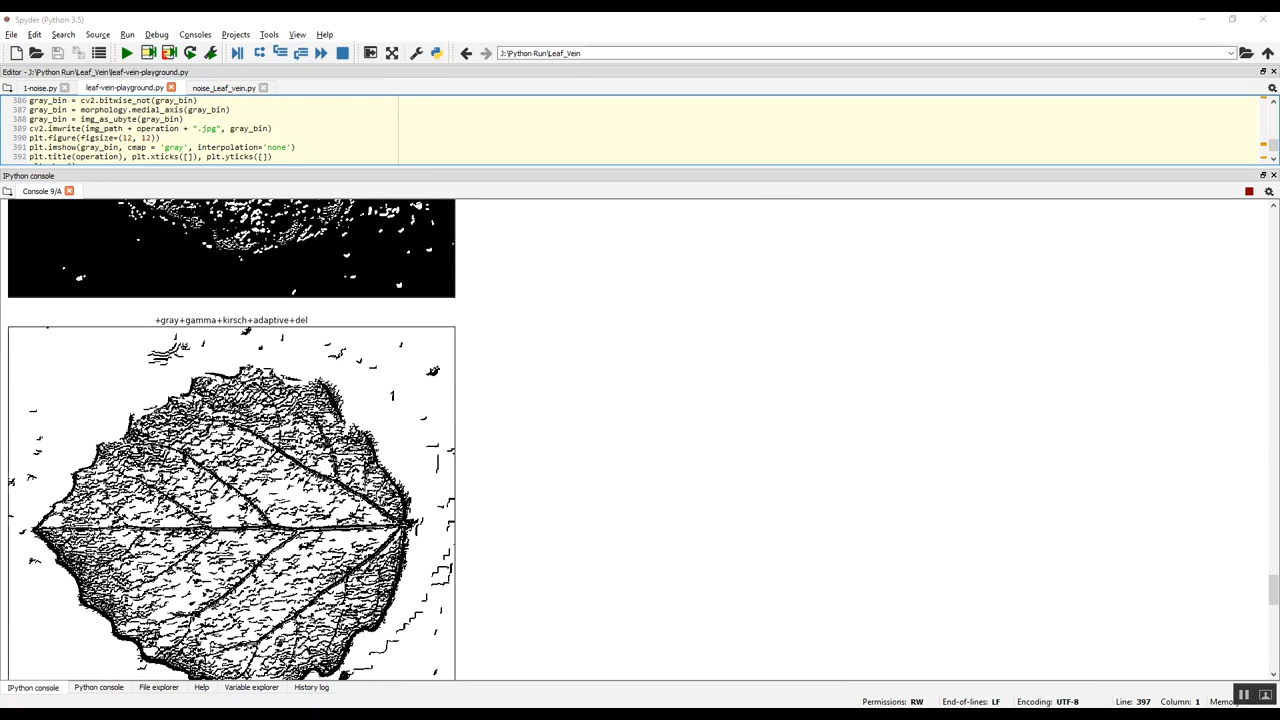 Spyder (Python 3.5)
File Edit Search Source Run Debug Consoles Projects Tools View Help
J:\Python Run\Leaf_Vein
Editor - J:\Python Run\Leaf_Vein\leaf-vein-playground.py
1-noise.py leaf-vein-playground.py noise_Leaf_vein.py
386 gray_bin = cv2.bitwise_not(gray_bin)
387 gray_bin = morphology.medial_axis(gray_bin)
388 gray_bin = img_as_ubyte(gray_bin)
389 cv2.imwrite(img_path + operation + ".jpg", gray_bin)
390 plt.figure(figsize=(12, 12))
391 plt.imshow(gray_bin, cmap = 'gray', interpolation='none')
392 plt.title(operation), plt.xticks([]), plt.yticks([])
IPython console
Console 9/A
+gray+gamma+kirsch+adaptive+del
IPython console Python console File explorer Help Variable explorer History log
Permissions: RW End-of-lines: LF Encoding: UTF-8 Line: 397 Column: 1